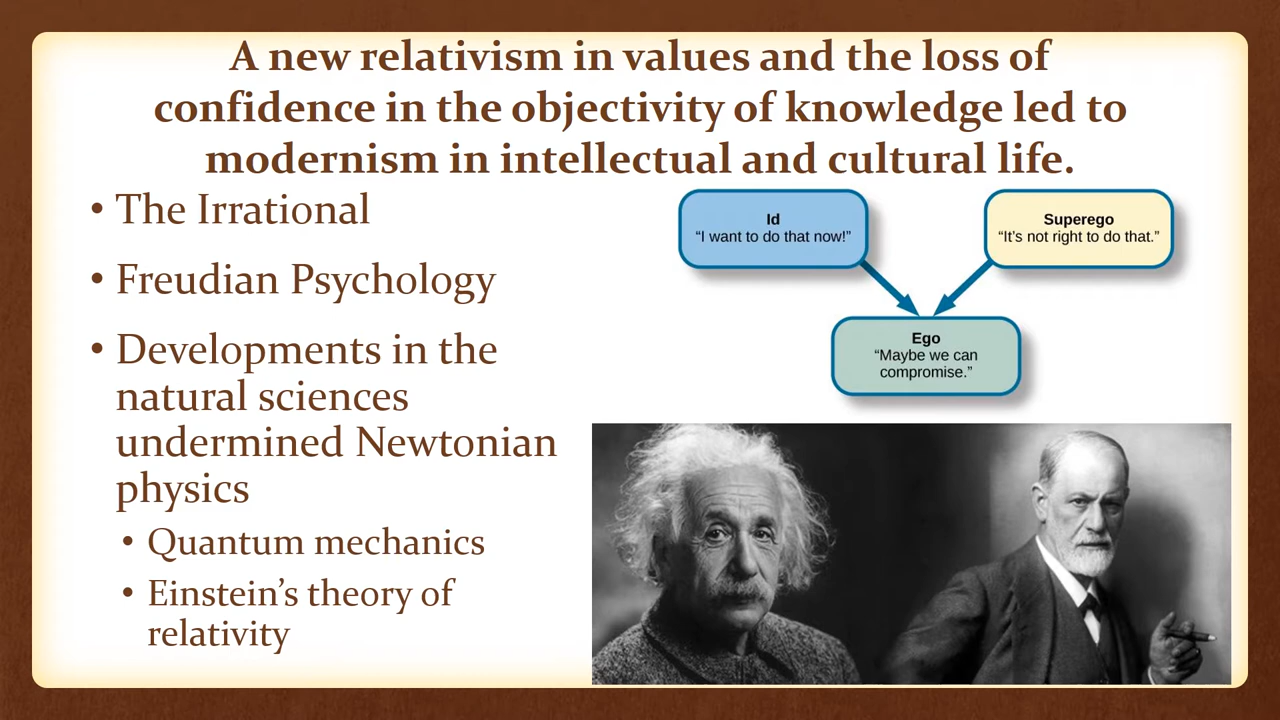 A new relativism in values and the loss of
confidence in the objectivity of knowledge led to
modernism in intellectual and cultural life.
• The Irrational
• Freudian Psychology
• Developments in the
natural sciences
undermined Newtonian
physics
• Quantum mechanics
• Einstein’s theory of
relativity
Id
“I want to do that now!”
Superego
“It’s not right to do that.”
Ego
“Maybe we can
compromise.”